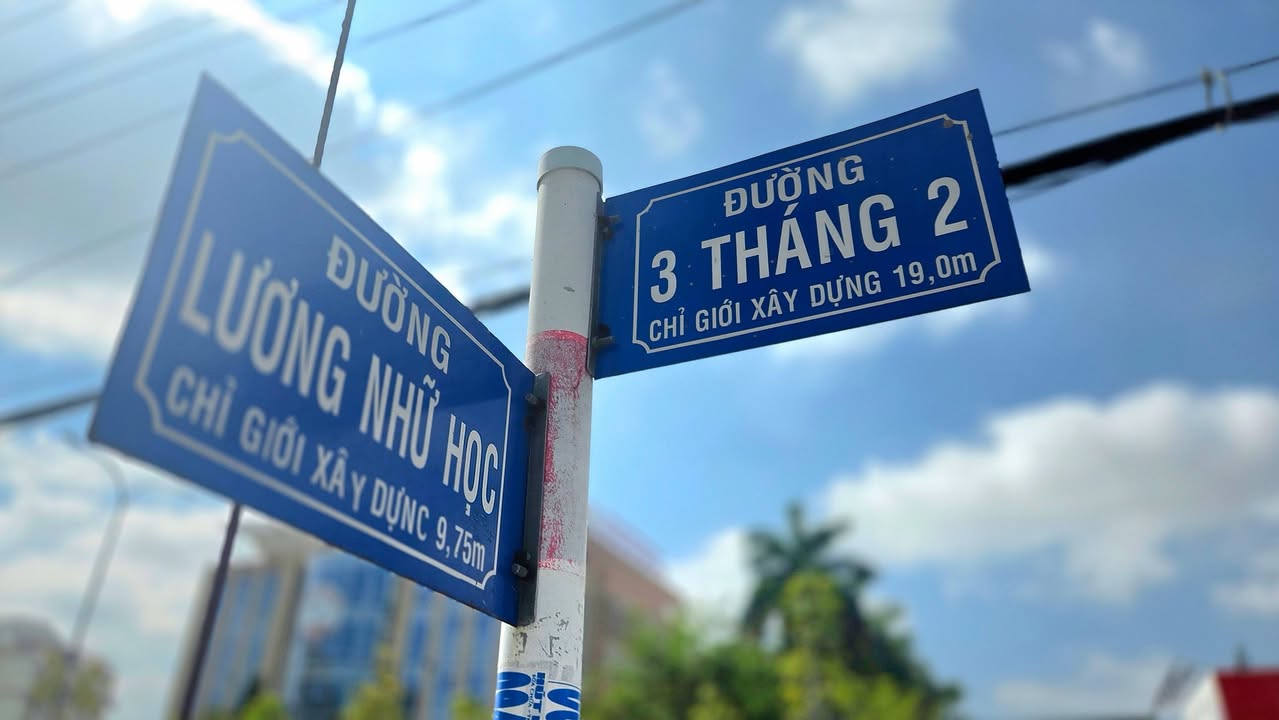 ĐƯỜNG
LƯƠNG NHỮ HỌC
CHỈ GIỚI XÂY DỰNC 9,75m
ĐƯỜNG
3 THÁNG 2
CHỈ GIỚI XÂY DỰNG 19,0m